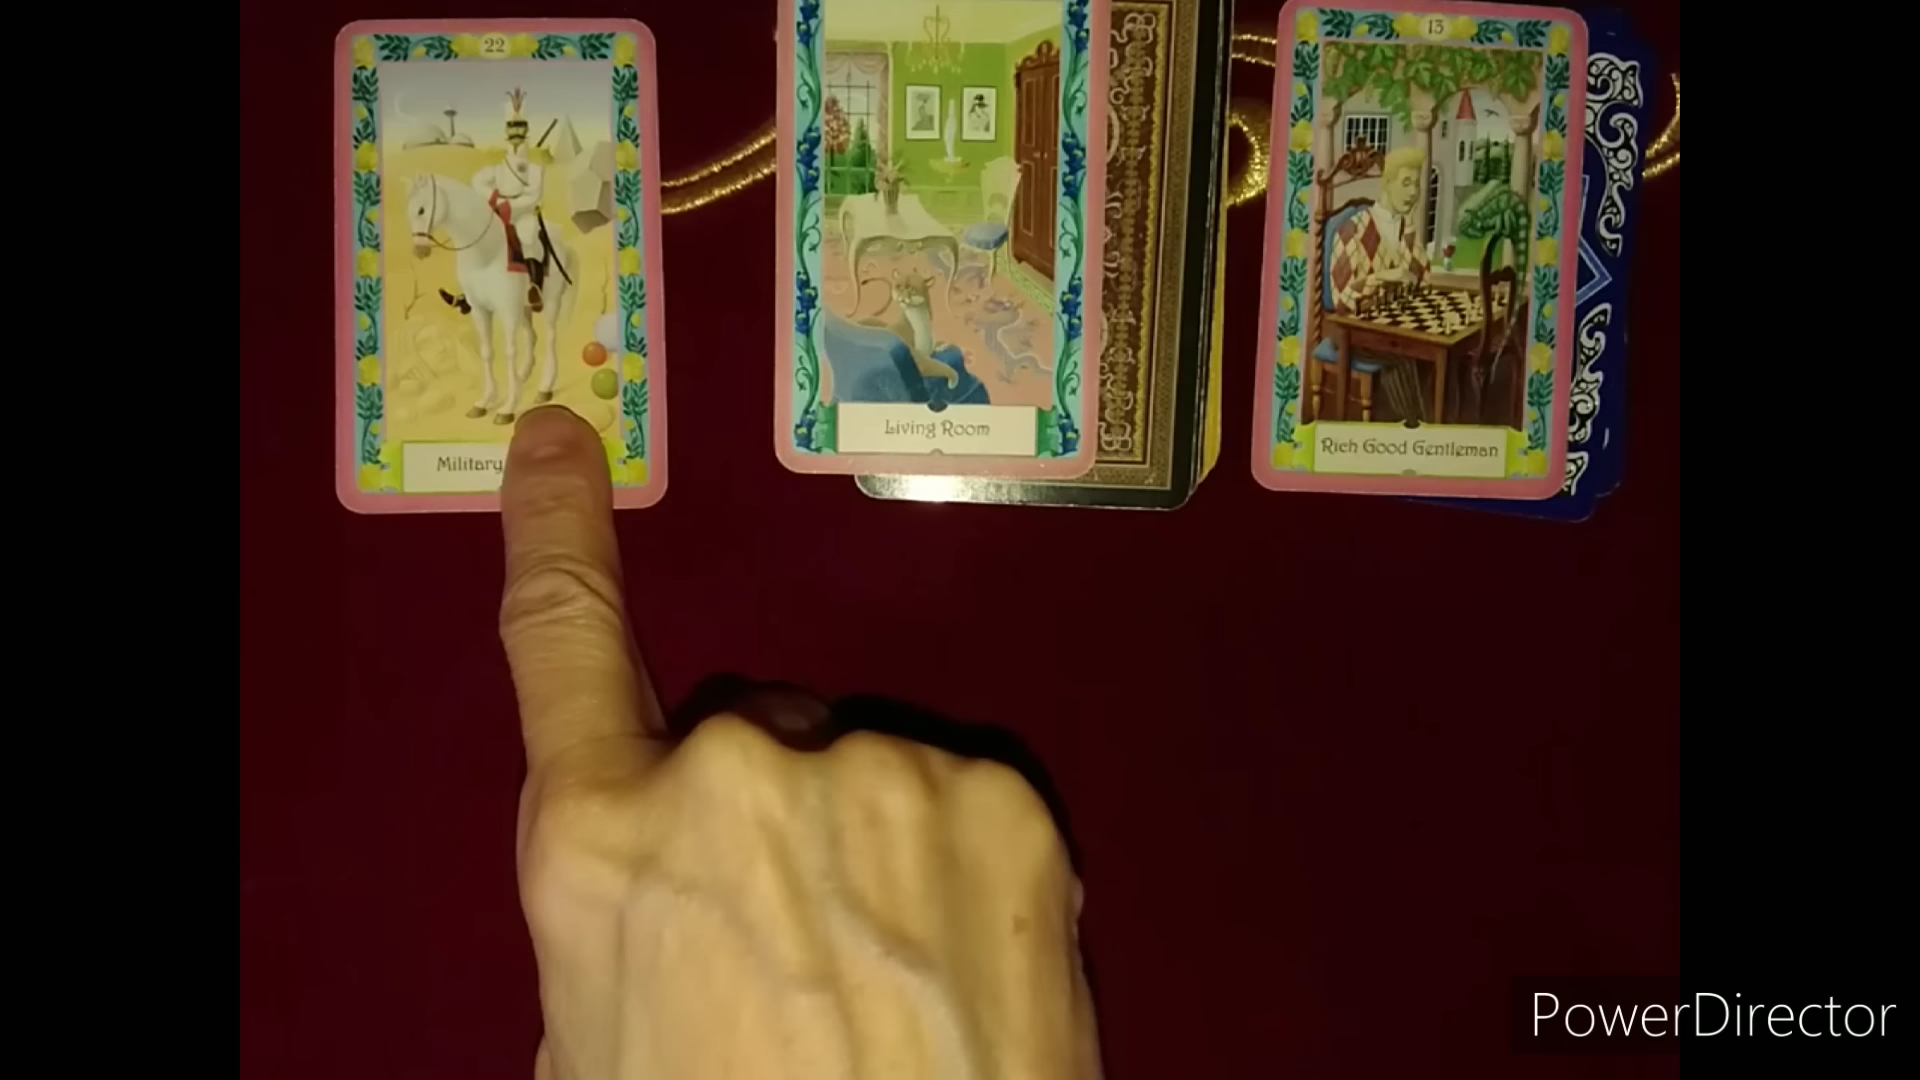 22
Military
Living Room
13
Rich Good Gentleman
PowerDirector